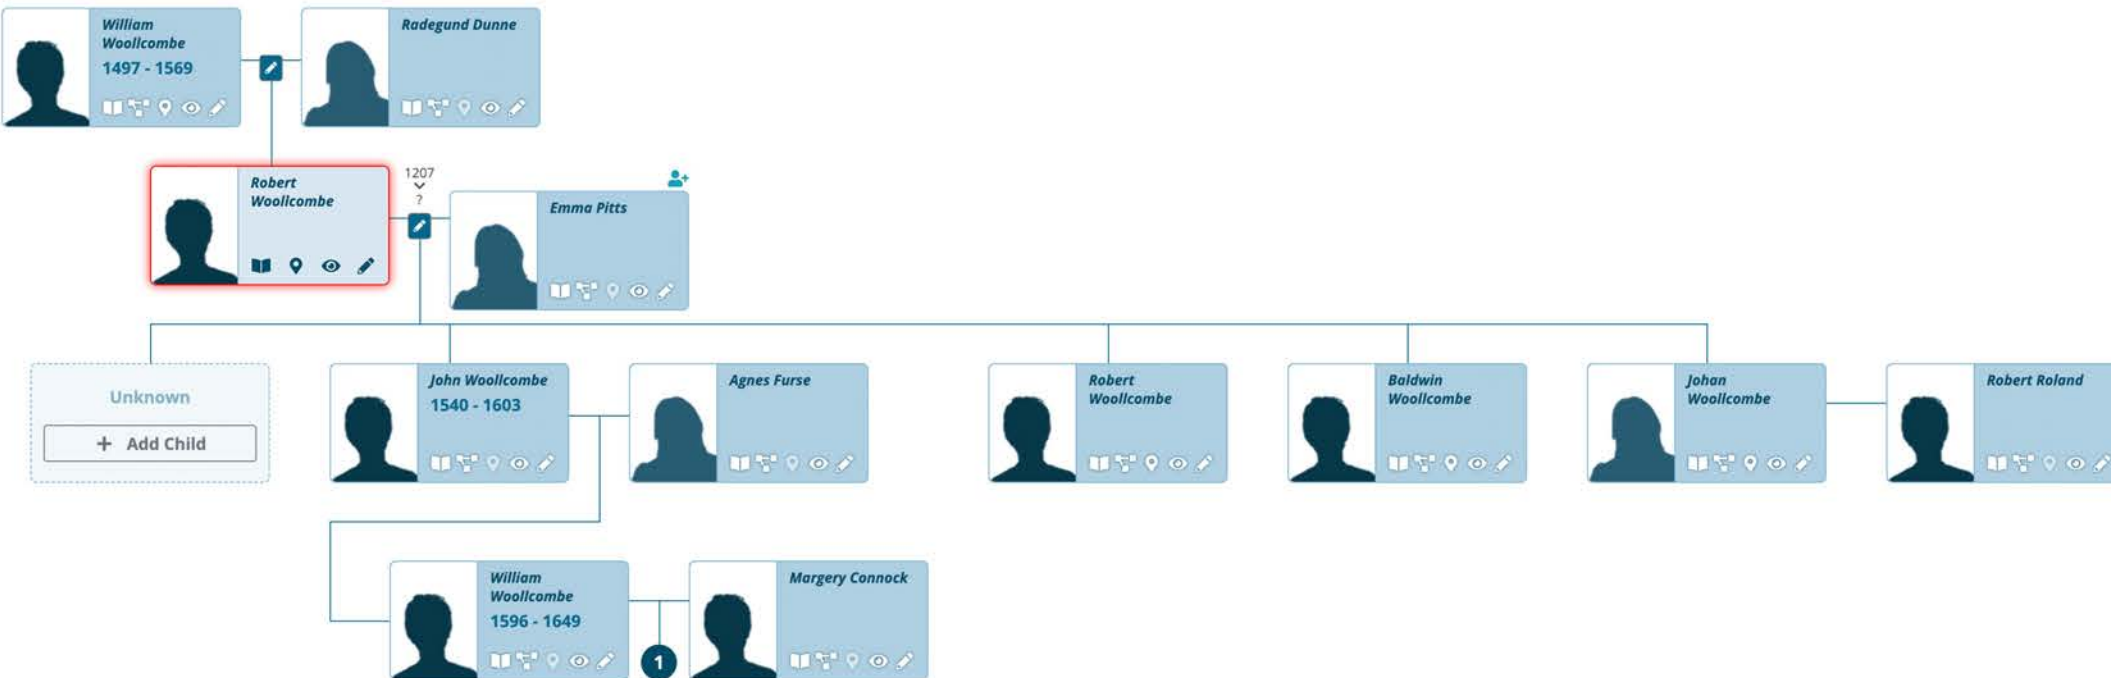 William
Woollcombe
1497 - 1569
Radegund Dunne
Robert
Woollcombe
1207
?
Emma Pitts
Unknown
+ Add Child
John Woollcombe
1540 - 1603
Agnes Furse
Robert
Woollcombe
Baldwin
Woollcombe
Johan
Woollcombe
Robert Roland
William
Woollcombe
1596 - 1649
1
Margery Connock